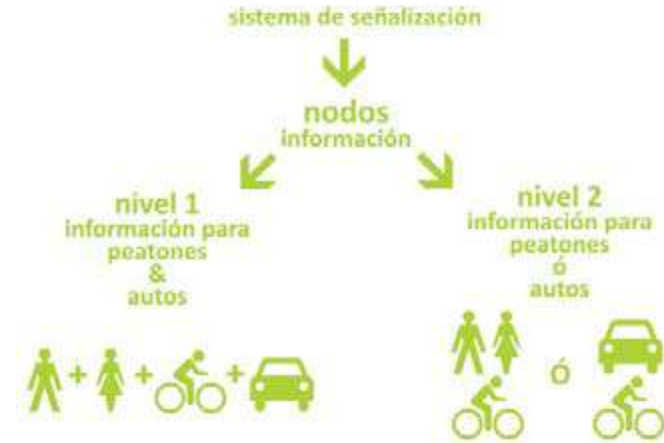 sistema de señalización
nodos
información
nivel 1
información para
peatones
&
autos
nivel 2
información para
peatones
ó
autos
+ + +
ó